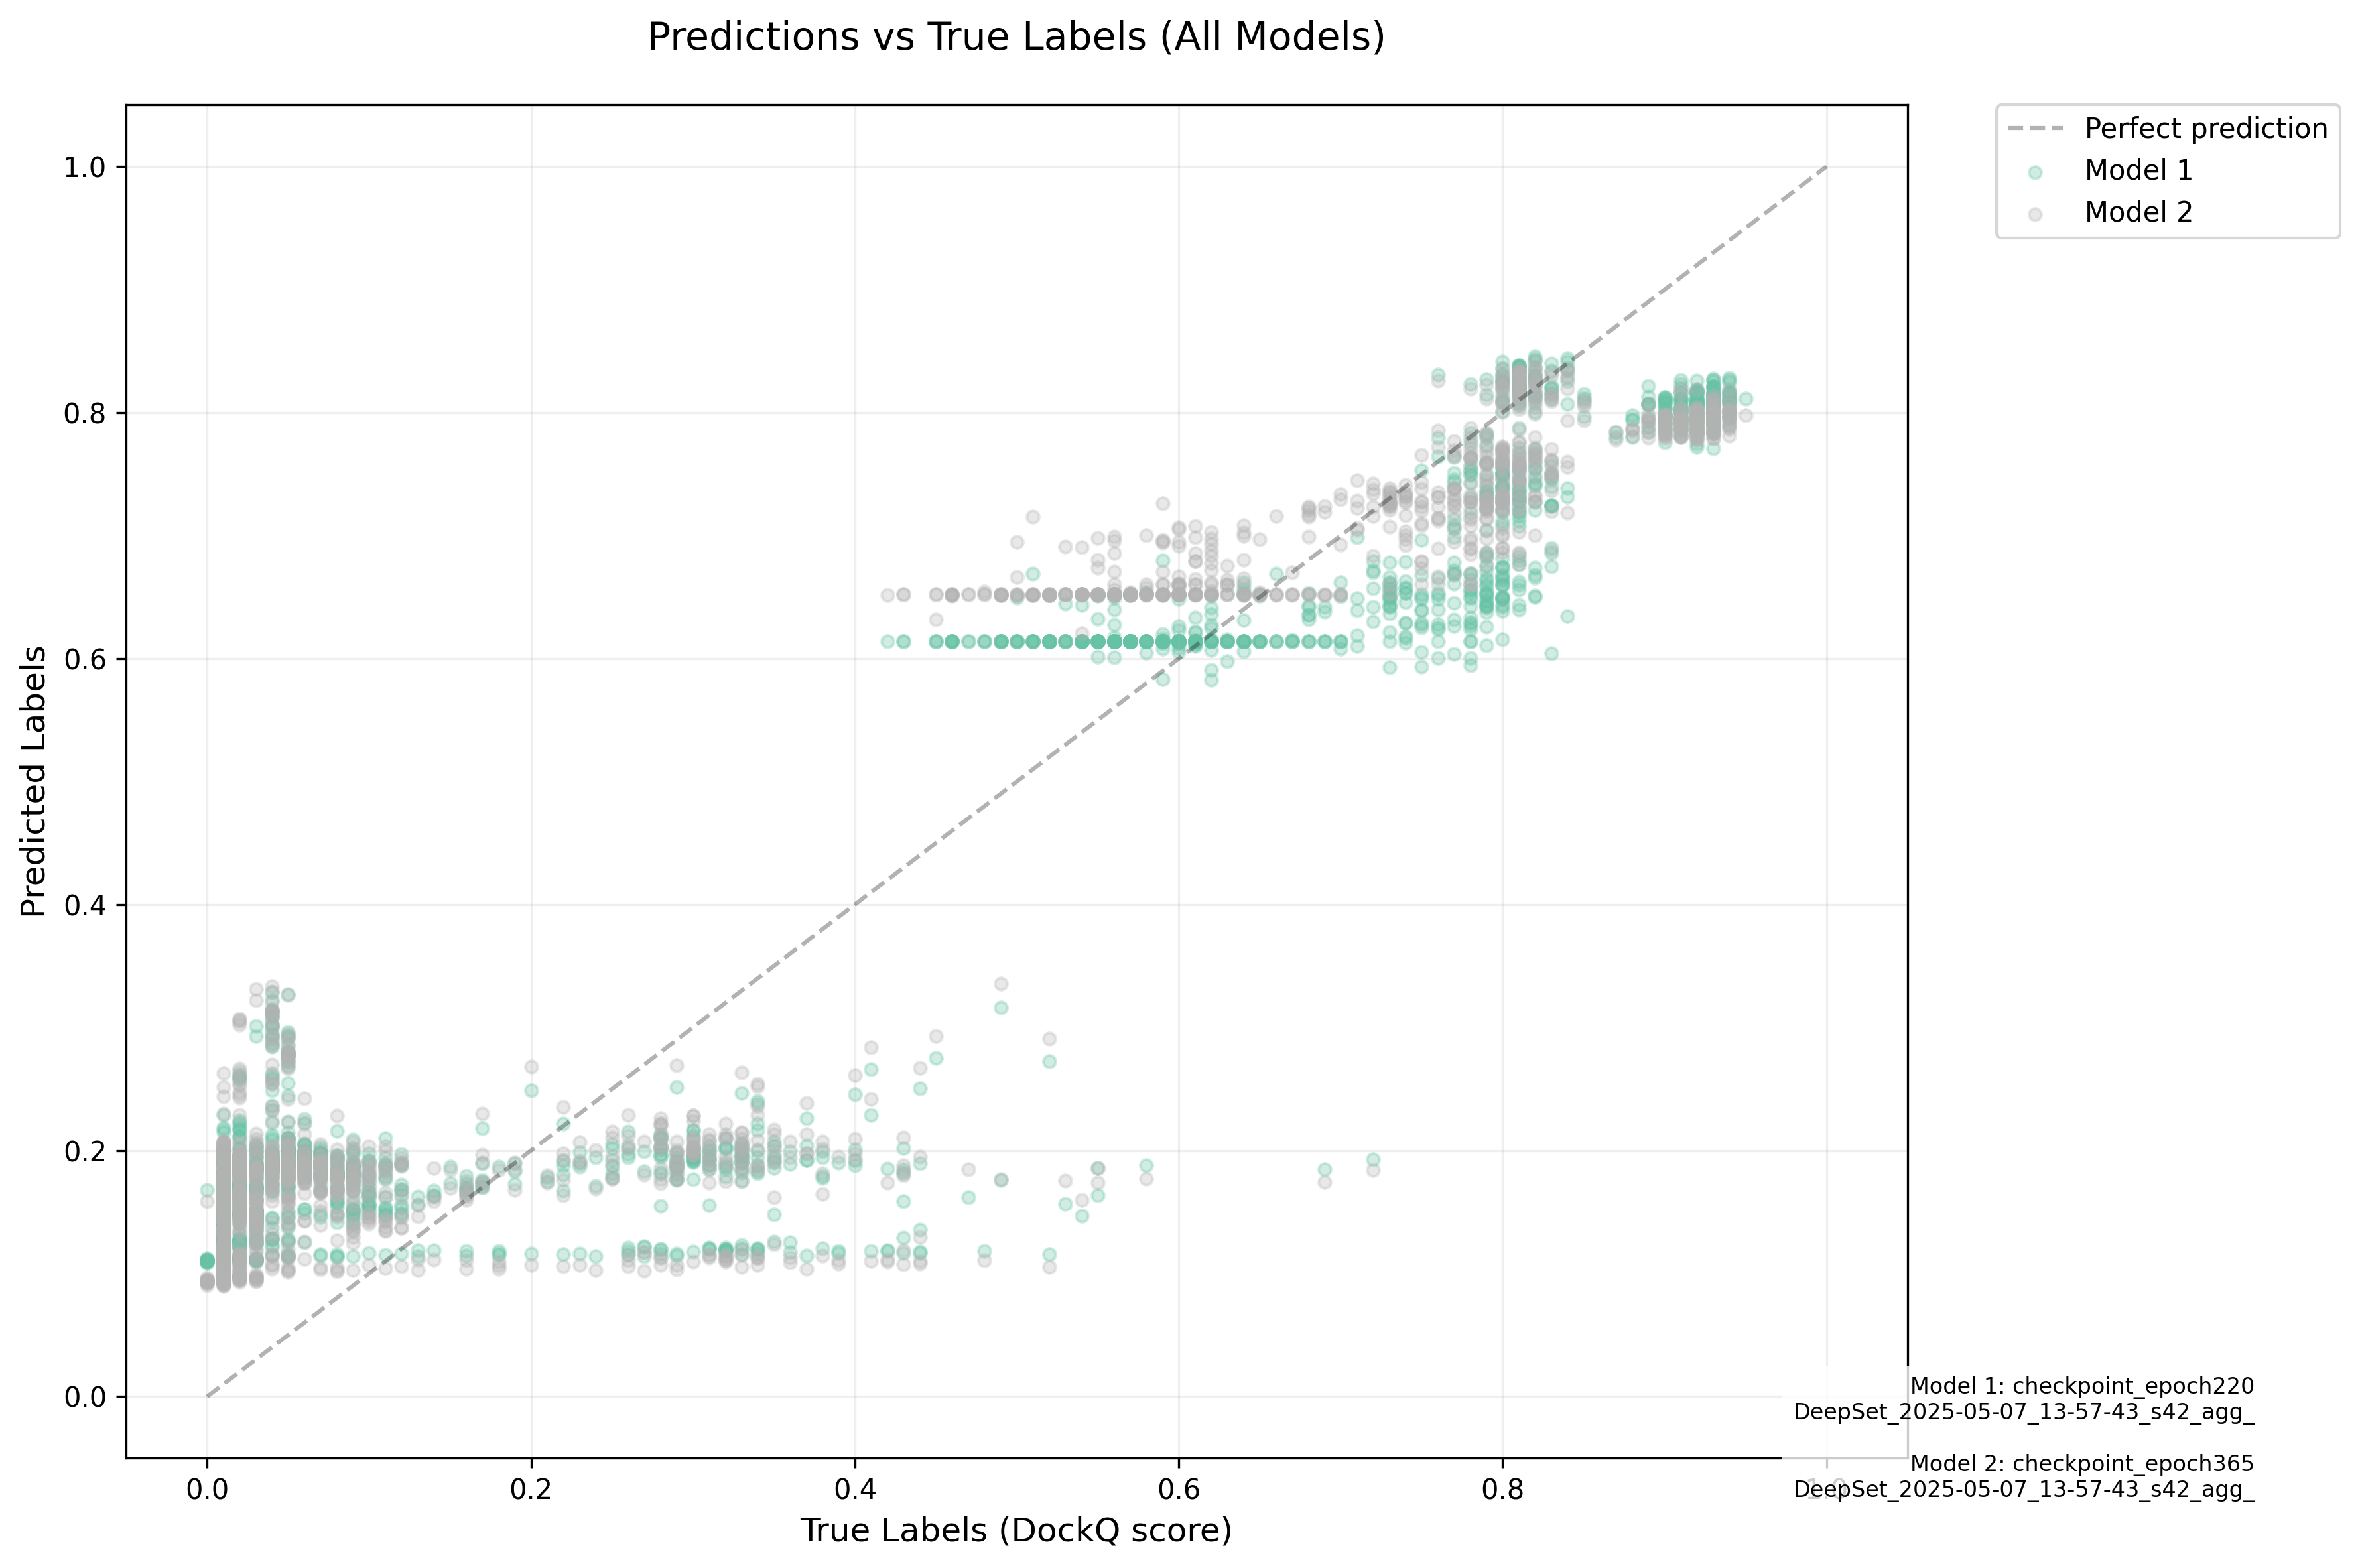 Predictions vs True Labels (All Models)
Perfect prediction
Model 1
Model 2
Predicted Labels
1.0
0.8
0.6
0.4
0.2
0.0
0.0 0.2 0.4 0.6 0.8 1.0
True Labels (DockQ score)
Model 1: checkpoint_epoch220
DeepSet_2025-05-07_13-57-43_s42_agg_
Model 2: checkpoint_epoch365
DeepSet_2025-05-07_13-57-43_s42_agg_